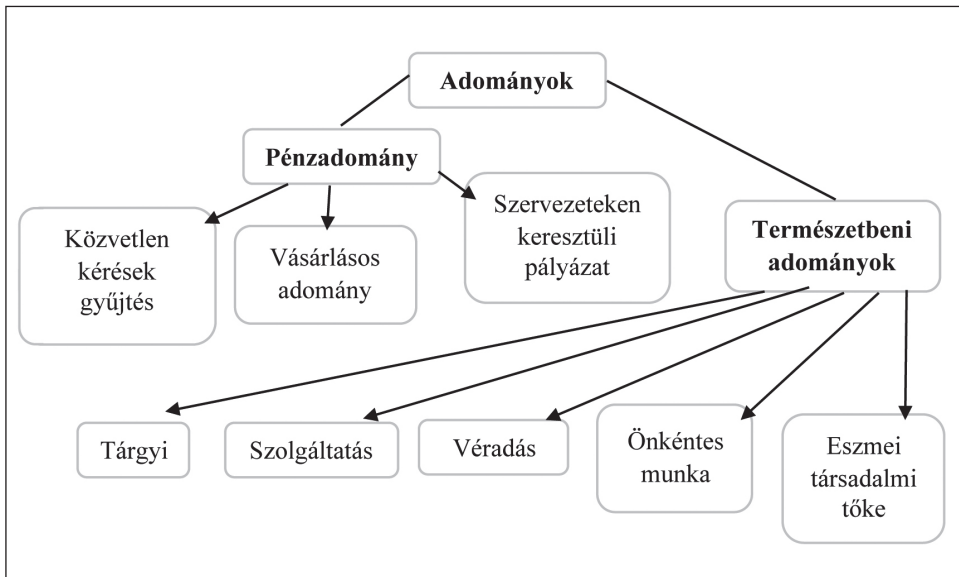 Adományok
Pénzadomány
Közvetlen
kérések
gyűjtés
Vásárlásos
adomány
Szervezeteken
keresztüli
pályázat
Természetbeni
adományok
Tárgyi
Szolgáltatás
Véradás
Önkéntes
munka
Eszmei
társadalmi
tőke